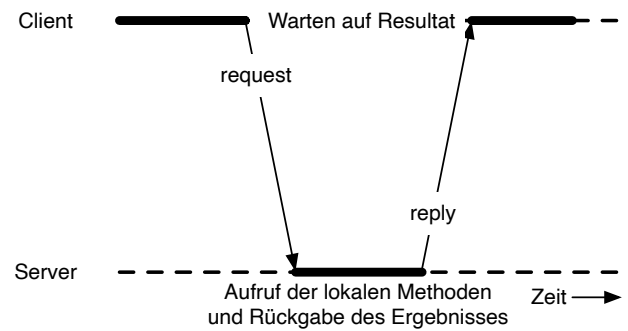 Client
Warten auf Resultat
request
reply
Server
Aufruf der lokalen Methoden
und Rückgabe des Ergebnisses
Zeit